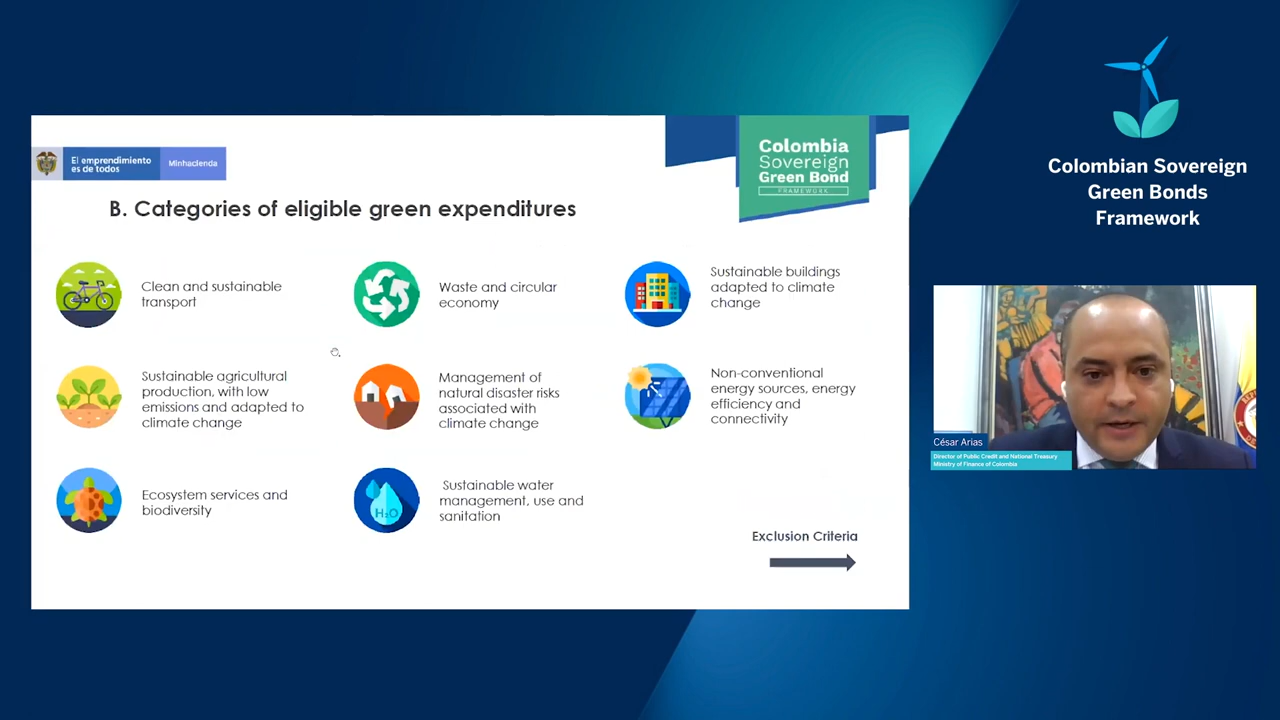 El emprendimiento
es de todos
Minhacienda
Colombia
Sovereign
Green Bond
FRAMEWORK
B. Categories of eligible green expenditures
Clean and sustainable
transport
Waste and circular
economy
Sustainable buildings
adapted to climate
change
Sustainable agricultural
production, with low
emissions and adapted to
climate change
Management of
natural disaster risks
associated with
climate change
Non-conventional
energy sources, energy
efficiency and
connectivity
Ecosystem services and
biodiversity
H₂O
Sustainable water
management, use and
sanitation
Exclusion Criteria
Colombian Sovereign
Green Bonds
Framework
César Arias
Director of Public Credit and National Treasury
Ministry of Finance of Colombia